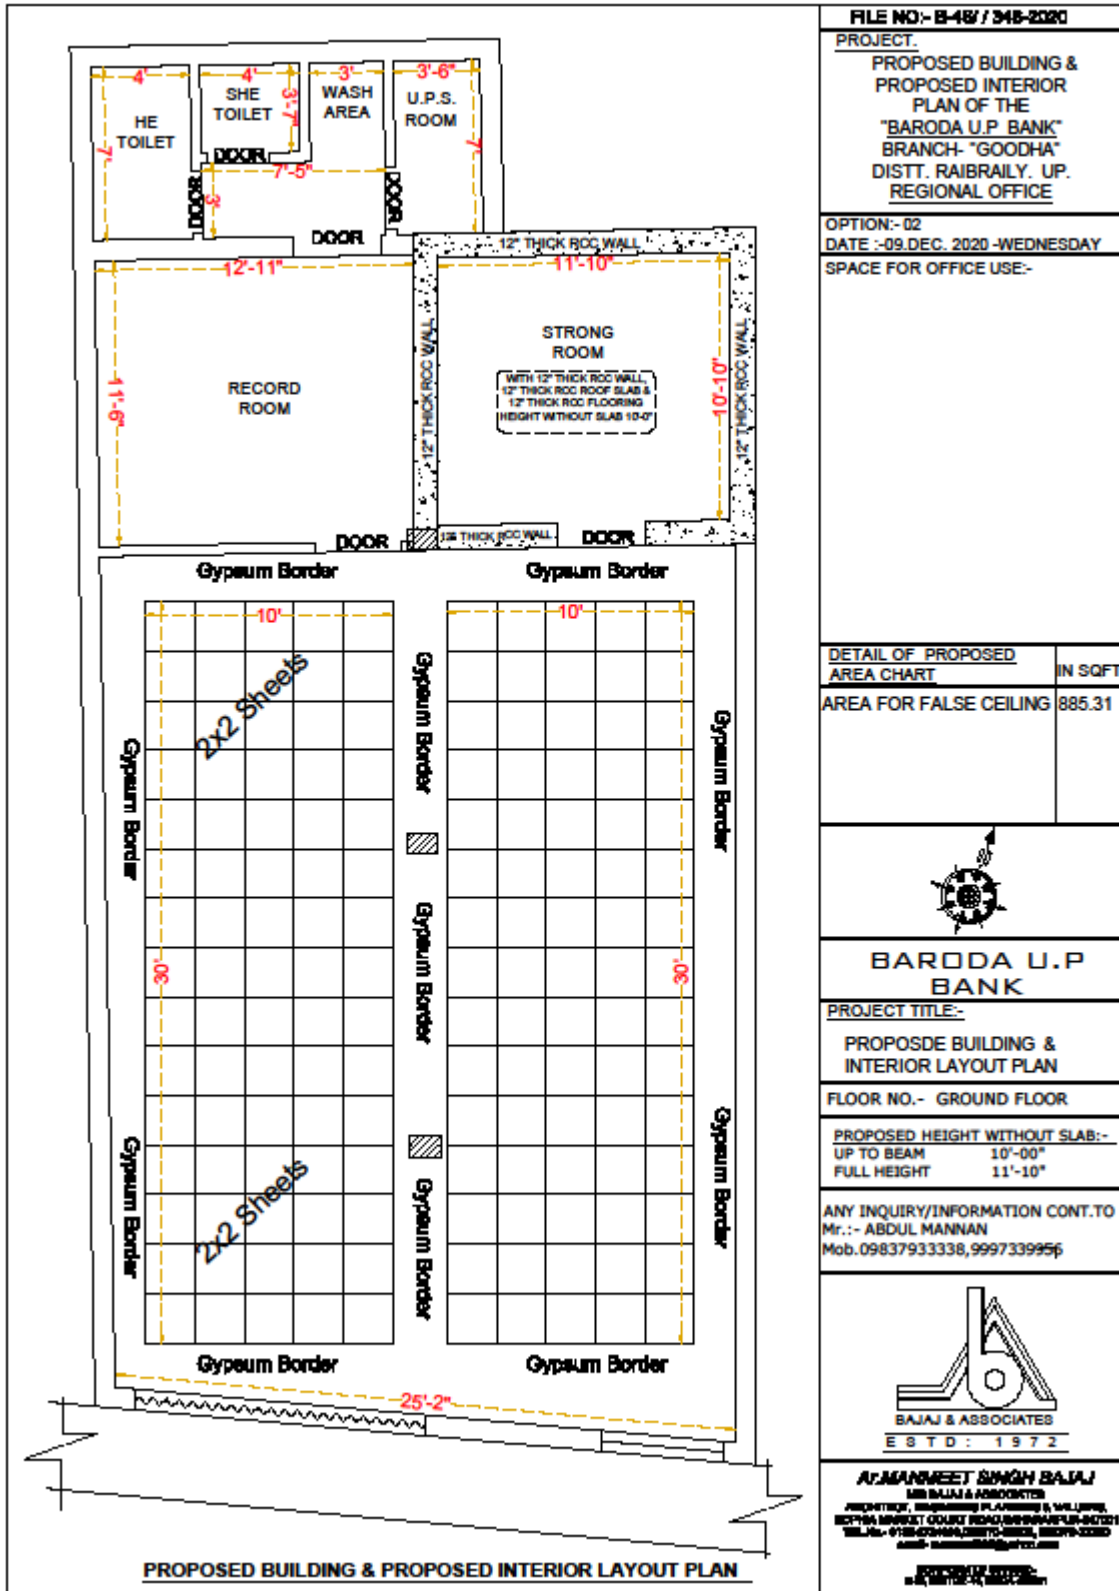 4'
4'
3'
3'-6"
HE
TOILET
SHE
TOILET
WASH
AREA
U.P.S.
ROOM
3'-7"
7'
7'
DOOR
7'-5"
DOOR
3'
DOOR
DOOR
12" THICK RCC WALL
12'-11"
11'-10"
12" THICK RCC WALL
12" THICK RCC WALL
STRONG
ROOM
WITH 12" THICK RCC WALL,
12" THICK RCC ROOF SLAB &
12" THICK RCC FLOORING
HEIGHT WITHOUT SLAB 10'-0"
RECORD
ROOM
11'-6"
10'-10"
DOOR
THICK RCC WALL
DOOR
Gypsum Border
Gypsum Border
10'
10'
2x2 Sheets
Gypsum Border
Gypsum Border
Gypsum Border
30'
Gypsum Border
30'
Gypsum Border
Gypsum Border
2x2 Sheets
Gypsum Border
Gypsum Border
Gypsum Border
25'-2"
PROPOSED BUILDING & PROPOSED INTERIOR LAYOUT PLAN
FILE NO:- B-46/ / 346-2020
PROJECT.
PROPOSED BUILDING &
PROPOSED INTERIOR
PLAN OF THE
"BARODA U.P BANK"
BRANCH- "GOODHA"
DISTT. RAIBRAILY. UP.
REGIONAL OFFICE
OPTION:- 02
DATE :-09.DEC. 2020 -WEDNESDAY
SPACE FOR OFFICE USE:-
DETAIL OF PROPOSED
AREA CHART
IN SQFT
AREA FOR FALSE CEILING 885.31
BARODA U.P
BANK
PROJECT TITLE:-
PROPOSDE BUILDING &
INTERIOR LAYOUT PLAN
FLOOR NO.- GROUND FLOOR
PROPOSED HEIGHT WITHOUT SLAB:-
UP TO BEAM 10'-00"
FULL HEIGHT 11'-10"
ANY INQUIRY/INFORMATION CONT.TO
Mr.:- ABDUL MANNAN
Mob.09837933338,9997339956
BAJAJ & ASSOCIATES
ESTD: 1972
Ar.MANMEET SINGH BAJAJ